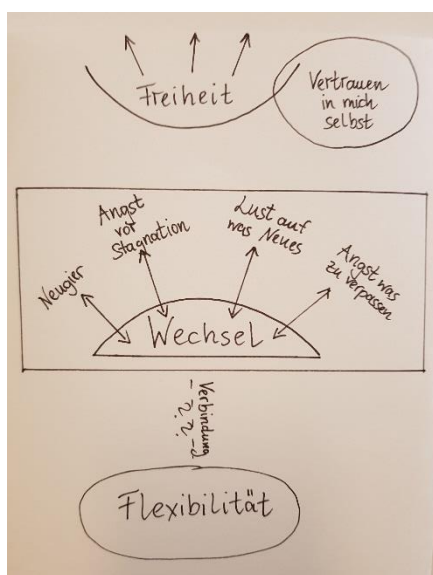 Freiheit
Vertrauen
in mich
selbst
Neugier
Angst
vor
Stagnation
Lust auf
was Neues
Angst was
zu verpassen
Wechsel
Verbindung
Flexibilität